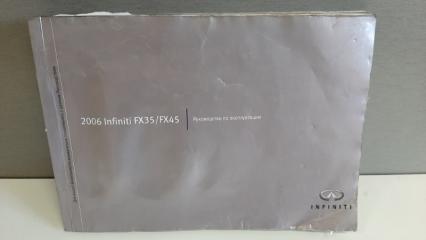 2006 Infiniti FX35/FX45
Руководство по эксплуатации
INFINITI